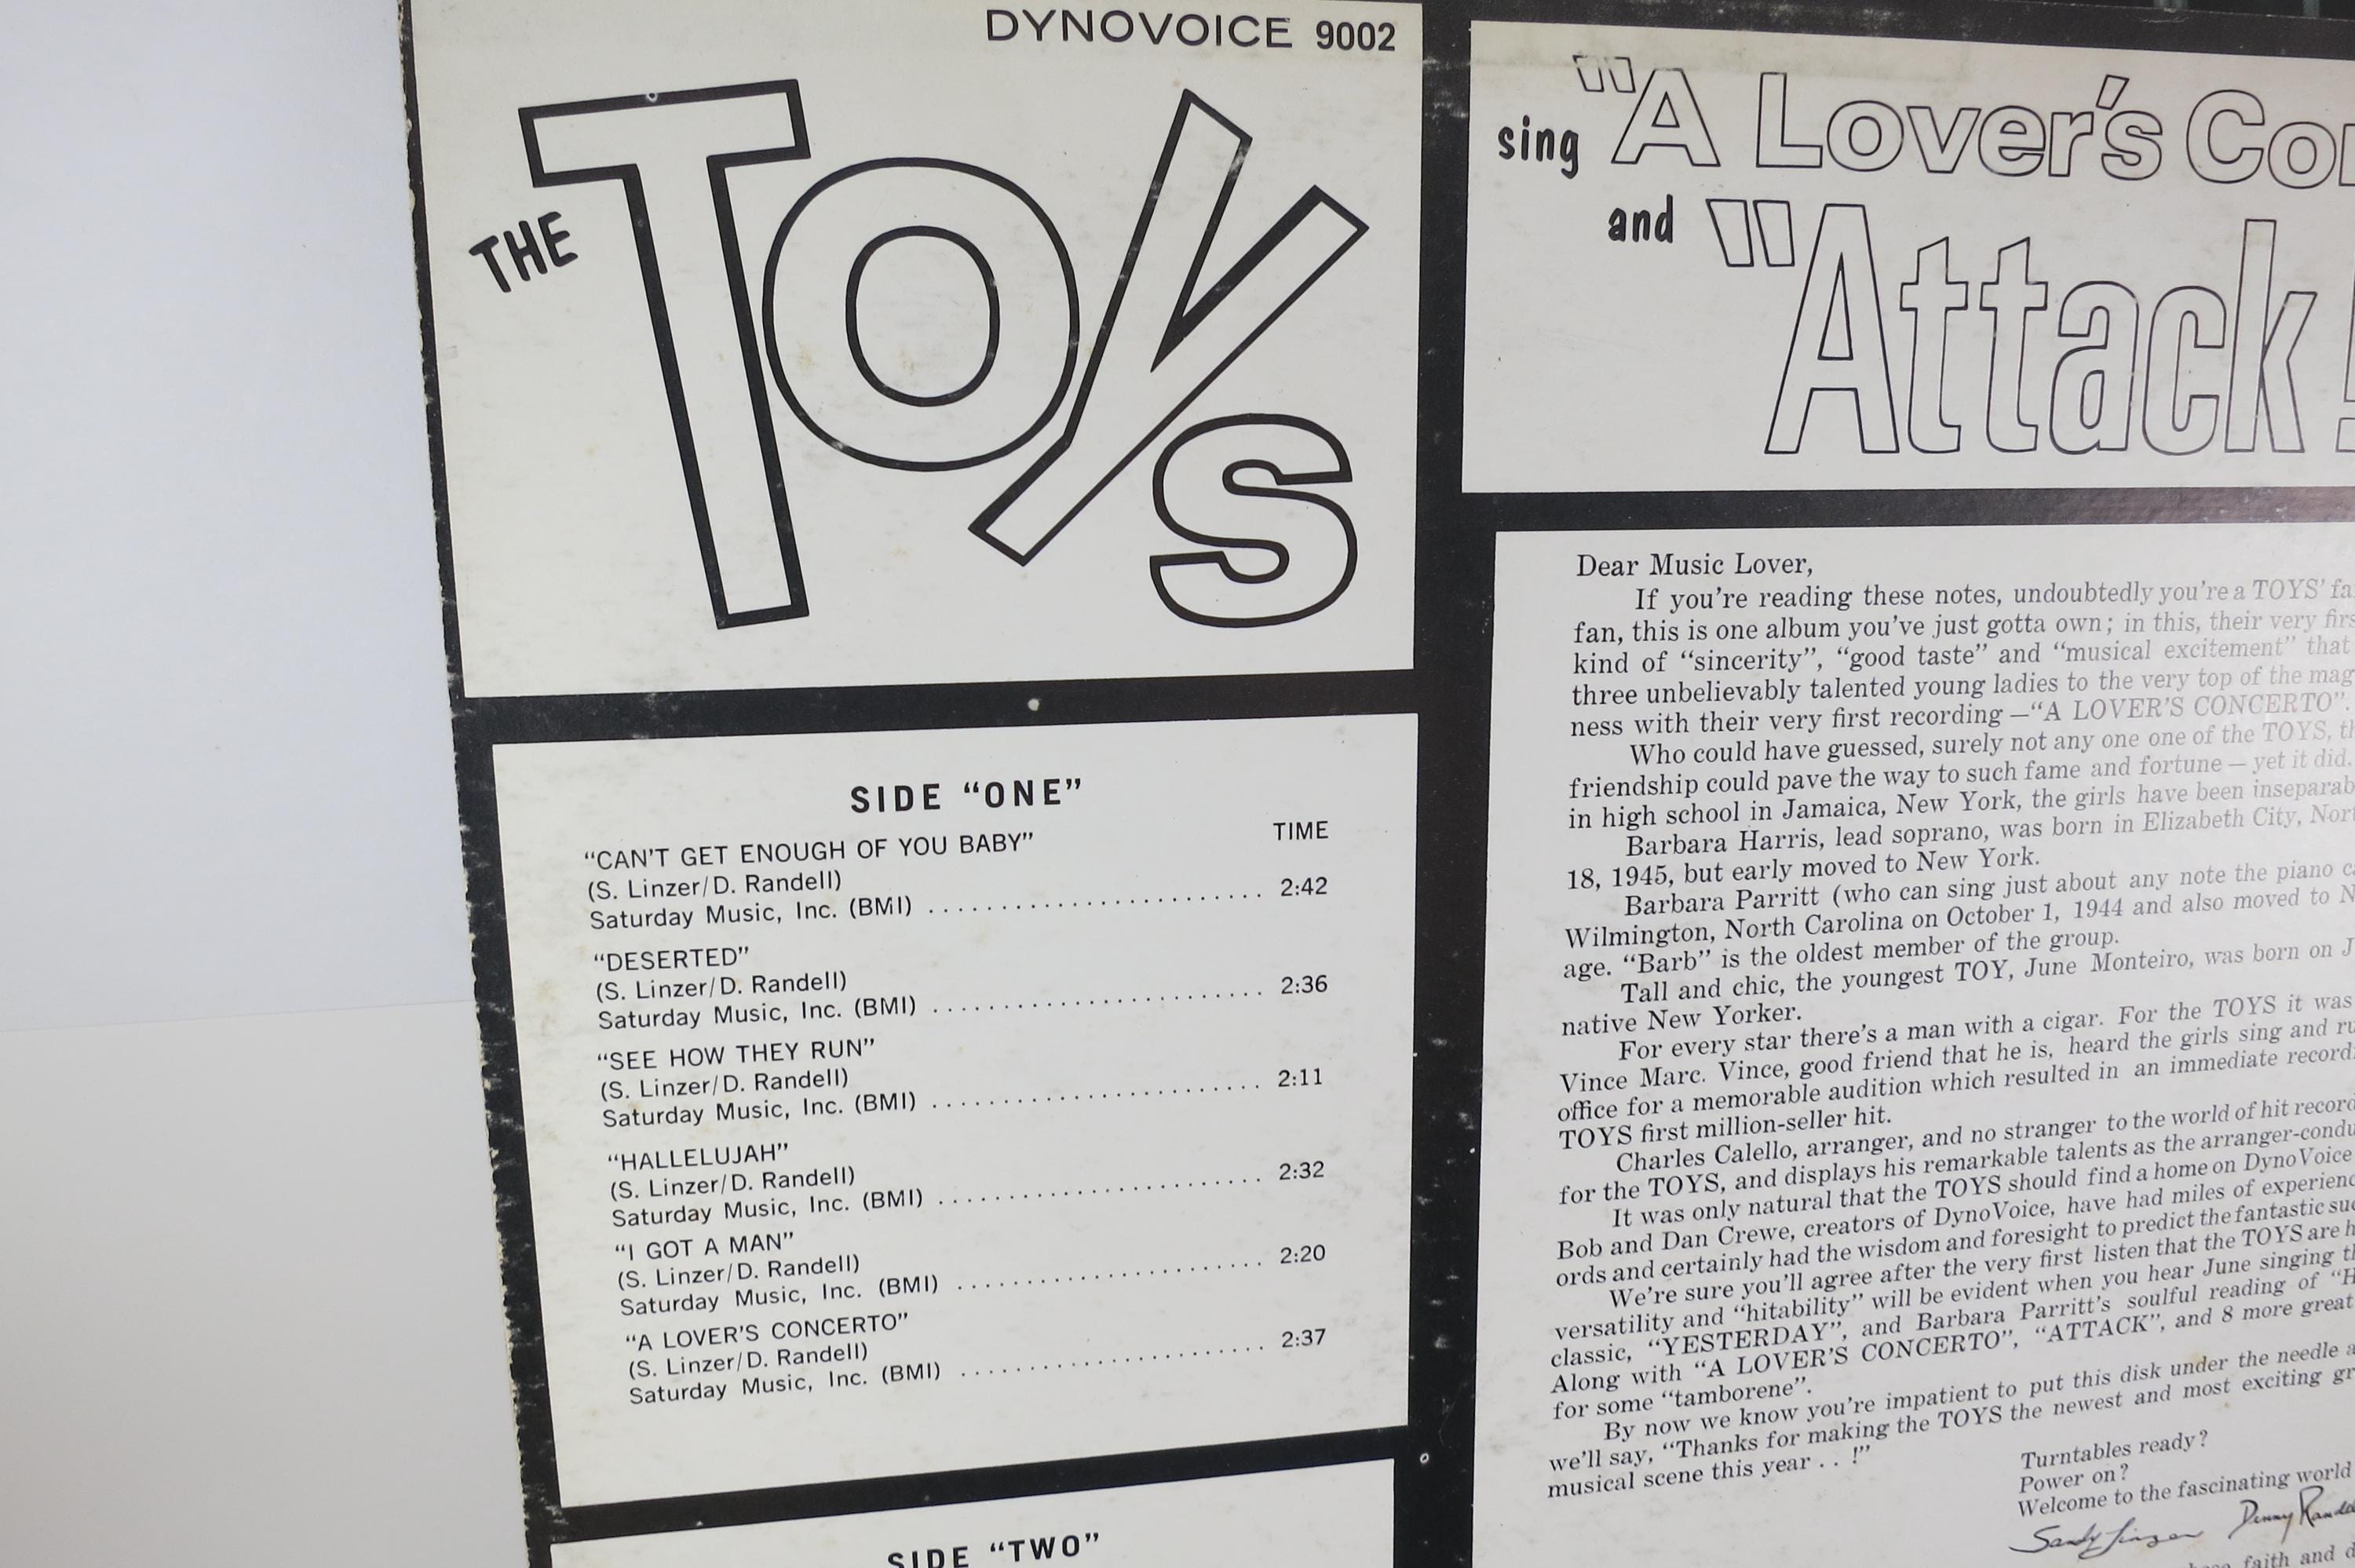 DYNOVOICE 9002
THE TOYS
sing "A Lover's
and "Attack!
SIDE "ONE"
TIME
"CAN'T GET ENOUGH OF YOU BABY"
(S. Linzer/D. Randell)
Saturday Music, Inc. (BMI) ........................ 2:42
"DESERTED"
(S. Linzer/D. Randell)
Saturday Music, Inc. (BMI) ........................ 2:36
"SEE HOW THEY RUN"
(S. Linzer/D. Randell)
Saturday Music, Inc. (BMI) ........................ 2:11
"HALLELUJAH"
(S. Linzer/D. Randell)
Saturday Music, Inc. (BMI) ........................ 2:32
"I GOT A MAN"
(S. Linzer/D. Randell)
Saturday Music, Inc. (BMI) ........................ 2:20
"A LOVER'S CONCERTO"
(S. Linzer/D. Randell)
Saturday Music, Inc. (BMI) ........................ 2:37
SIDE "TWO"
Dear Music Lover,
If you're reading these notes, undoubtedly you're a TOYS'
fan, this is one album you've just gotta own; in this, their very
kind of "sincerity", "good taste" and "musical excitement" that
three unbelievably talented young ladies to the very top of the
ness with their very first recording —"A LOVER'S CONCERTO".
Who could have guessed, surely not any one one of the TOYS,
friendship could pave the way to such fame and fortune — yet it did.
in high school in Jamaica, New York, the girls have been
Barbara Harris, lead soprano, was born in Elizabeth City,
18, 1945, but early moved to New York.
Barbara Parritt (who can sing just about any note the piano
Wilmington, North Carolina on October 1, 1944 and also moved to
age. "Barb" is the oldest member of the group.
Tall and chic, the youngest TOY, June Monteiro, was born on
native New Yorker.
For every star there's a man with a cigar. For the TOYS it was
Vince Marc. Vince, good friend that he is, heard the girls sing and
office for a memorable audition which resulted in an immediate
TOYS first million-seller hit.
Charles Calello, arranger, and no stranger to the world of hit
for the TOYS, and displays his remarkable talents as the
It was only natural that the TOYS should find a home on DynoVoice
Bob and Dan Crewe, creators of DynoVoice, have had miles of
ords and certainly had the wisdom and foresight to predict the fantastic
We're sure you'll agree after the very first listen that the TOYS are
versatility and "hitability" will be evident when you hear June singing
classic, "YESTERDAY", and Barbara Parritt's soulful reading of
Along with "A LOVER'S CONCERTO", "ATTACK", and 8 more great
for some "tamborene".
By now we know you're impatient to put this disk under the needle
we'll say, "Thanks for making the TOYS the newest and most exciting
musical scene this year . . !"
Turntables ready?
Power on?
Welcome to the fascinating world
Sandy Linzer Denny
faith and